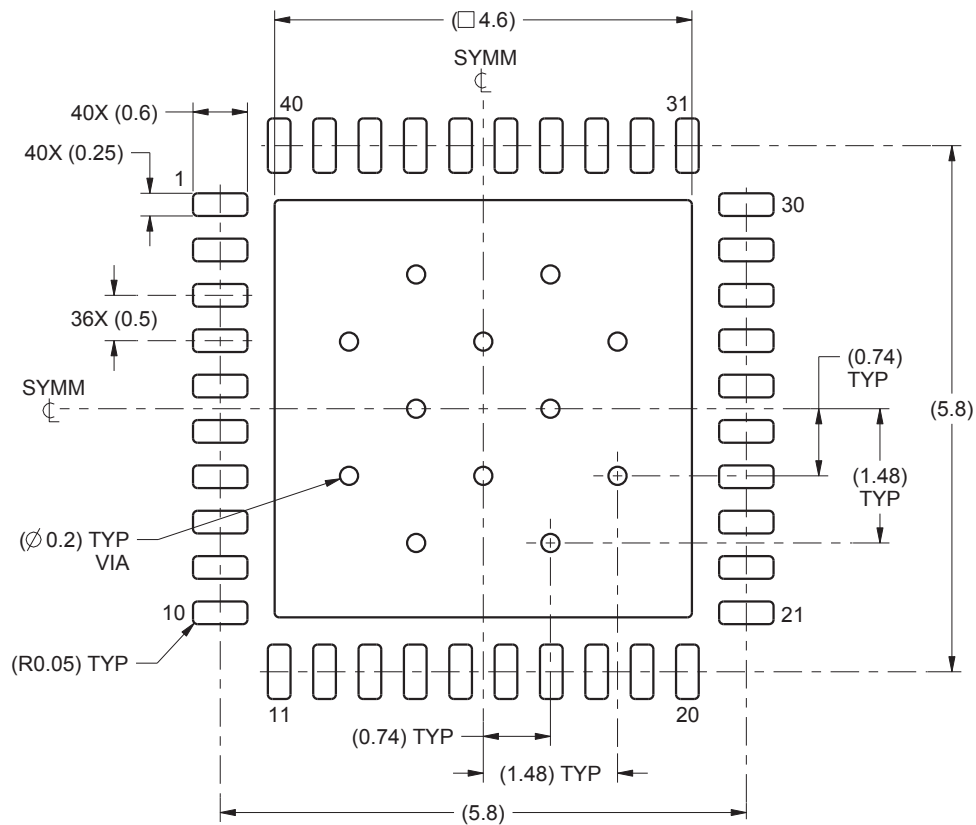 (□ 4.6)
SYMM
℄
40X (0.6)
40
31
40X (0.25)
1
30
36X (0.5)
(0.74)
TYP
SYMM
℄
(5.8)
(1.48)
TYP
(∅ 0.2) TYP
VIA
10
21
(R0.05) TYP
11
20
(0.74) TYP
(1.48) TYP
(5.8)